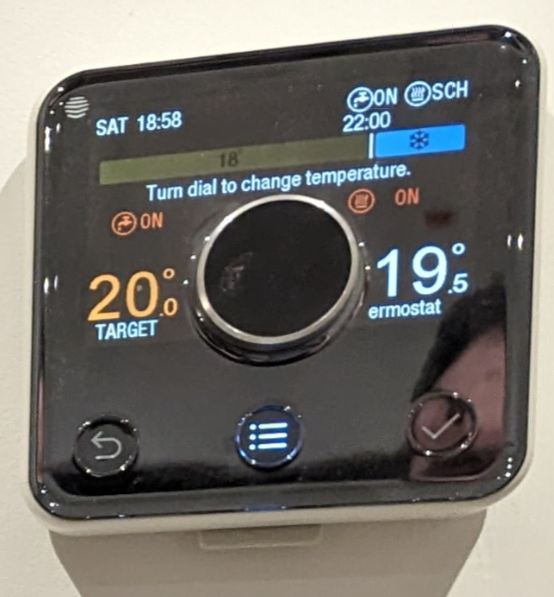 SAT 18:58
ON SCH
22:00
18°
Turn dial to change temperature.
ON
ON
20°.0
TARGET
19°.5
ermostat